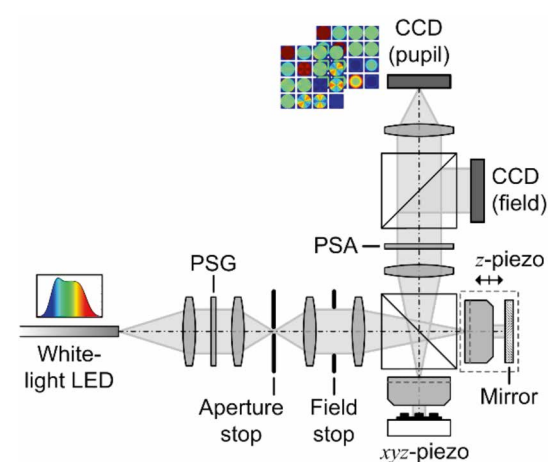 CCD
(pupil)
CCD
(field)
PSA
z-piezo
PSG
White-
light LED
Aperture
stop
Field
stop
Mirror
xyz-piezo